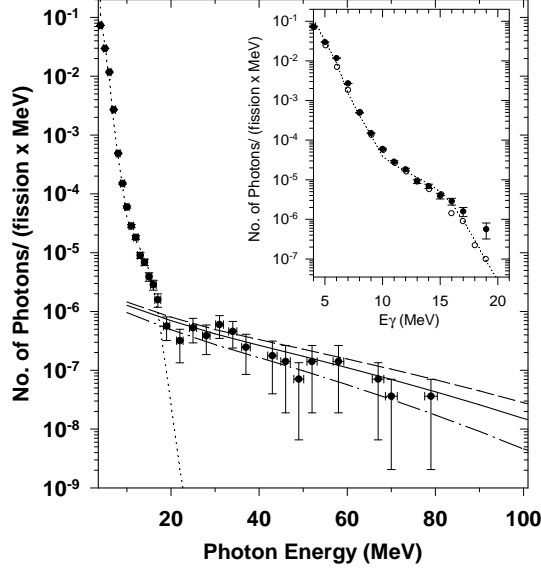 No. of Photons/ (fission x MeV)
10-1
10-2
10-3
10-4
10-5
10-6
10-7
10-8
10-9
20 40 60 80 100
Photon Energy (MeV)
No. of Photons/ (fission x MeV)
10-1
10-2
10-3
10-4
10-5
10-6
10-7
5 10 15 20
Eγ (MeV)